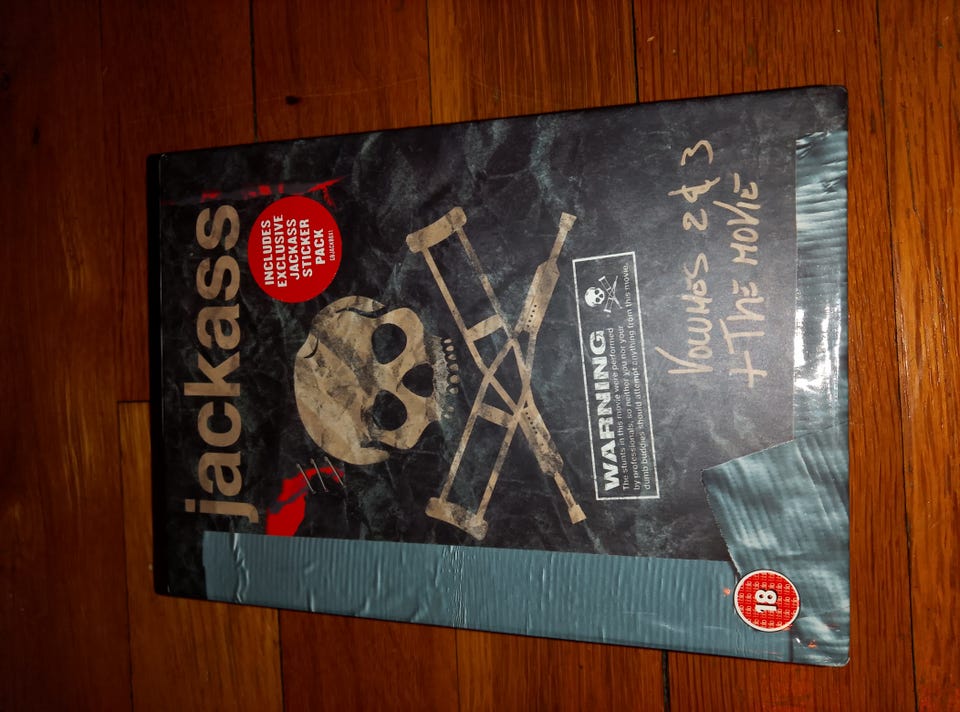 jackass
INCLUDES
EXCLUSIVE
JACKASS
STICKER
PACK
WARNING
The stunts in this movie were performed
by professionals, so neither you nor your
dumb buddies should attempt anything from this movie.
VOLUMES 2 & 3
+ THE MOVIE
18